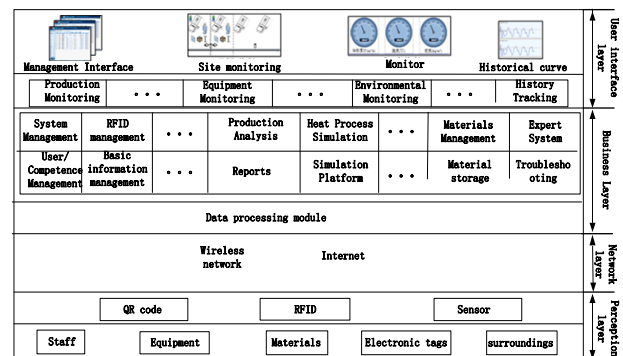 Management Interface
Site monitoring
Monitor
Historical curve
Production Monitoring
...
Equipment Monitoring
...
Environmental Monitoring
...
History Tracking
User interface layer
System Management
RFID management
...
Production Analysis
Heat Process Simulation
...
Materials Management
Expert System
User/ Competence Management
Basic information management
...
Reports
Simulation Platform
...
Material storage
Troublesho oting
Data processing module
Business Layer
Wireless network
Internet
Network layer
QR code
RFID
Sensor
Staff
Equipment
Materials
Electronic tags
surroundings
Perception layer